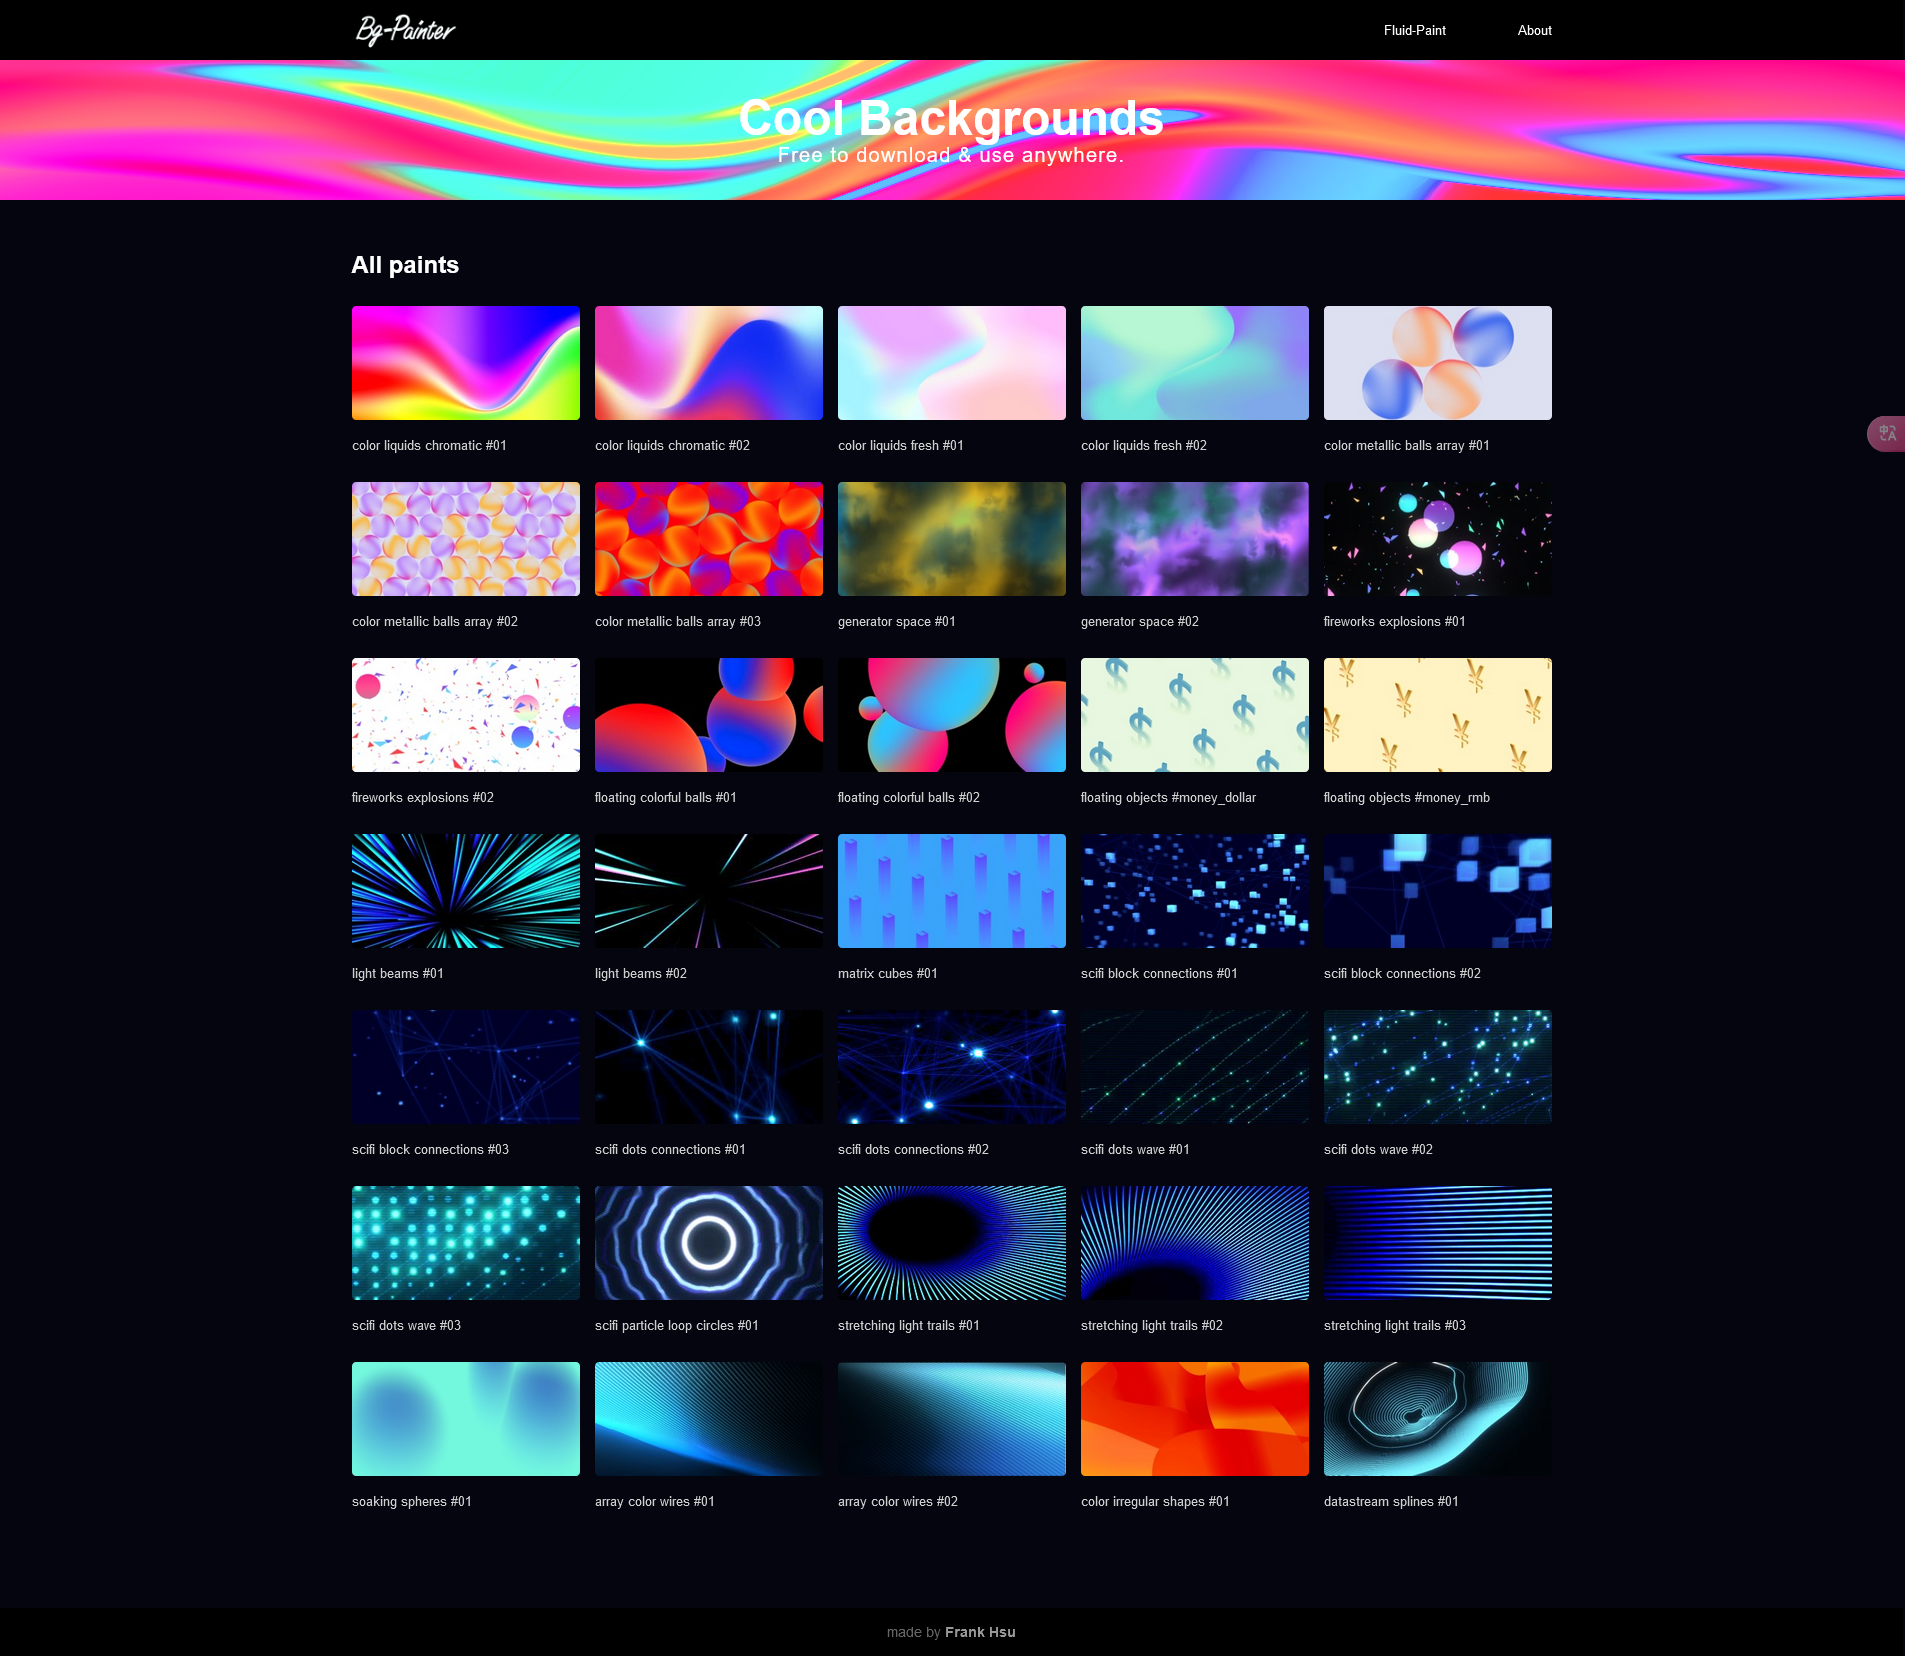 Bg-Painter
Fluid-Paint
About
Cool Backgrounds
Free to download & use anywhere.
All paints
color liquids chromatic #01
color liquids chromatic #02
color liquids fresh #01
color liquids fresh #02
color metallic balls array #01
color metallic balls array #02
color metallic balls array #03
generator space #01
generator space #02
fireworks explosions #01
fireworks explosions #02
floating colorful balls #01
floating colorful balls #02
floating objects #money_dollar
floating objects #money_rmb
light beams #01
light beams #02
matrix cubes #01
scifi block connections #01
scifi block connections #02
scifi block connections #03
scifi dots connections #01
scifi dots connections #02
scifi dots wave #01
scifi dots wave #02
scifi dots wave #03
scifi particle loop circles #01
stretching light trails #01
stretching light trails #02
stretching light trails #03
soaking spheres #01
array color wires #01
array color wires #02
color irregular shapes #01
datastream splines #01
made by Frank Hsu